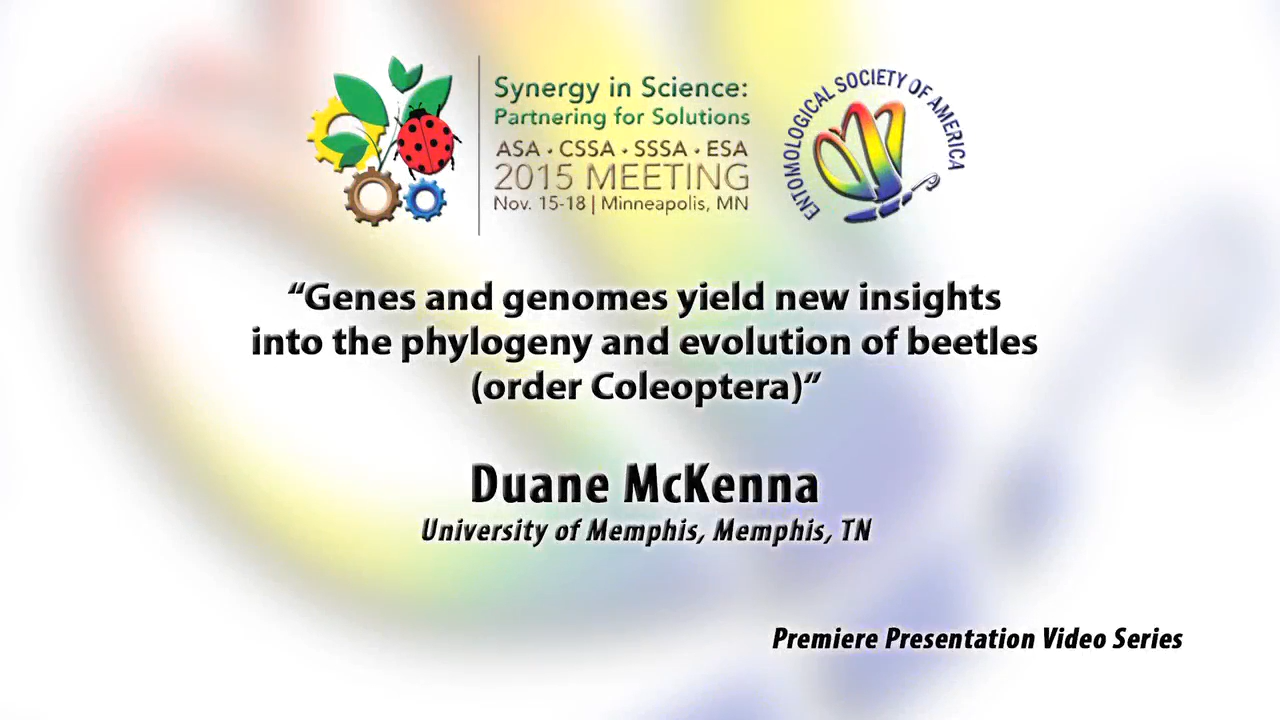 Synergy in Science:
Partnering for Solutions
ASA · CSSA · SSSA · ESA
2015 MEETING
Nov. 15-18 | Minneapolis, MN
ENTOMOLOGICAL SOCIETY OF AMERICA
“Genes and genomes yield new insights
into the phylogeny and evolution of beetles
(order Coleoptera)”
Duane McKenna
University of Memphis, Memphis, TN
Premiere Presentation Video Series